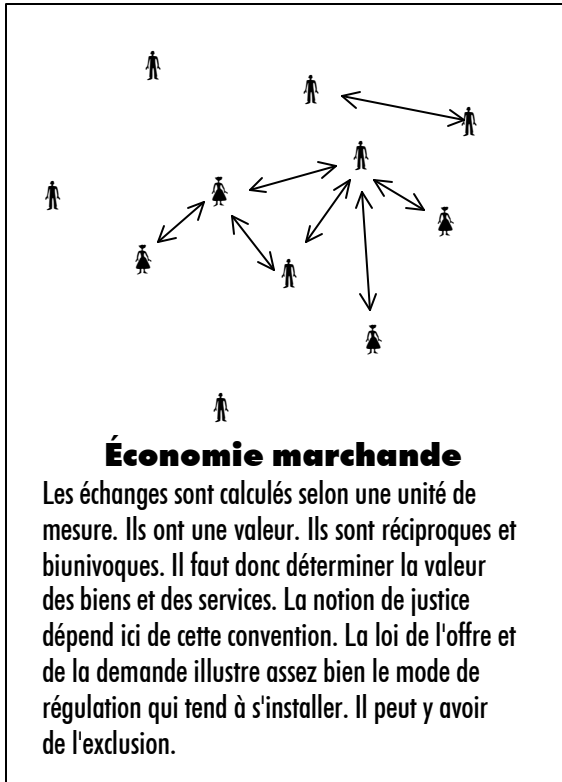 Économie marchande
Les échanges sont calculés selon une unité de
mesure. Ils ont une valeur. Ils sont réciproques et
biunivoques. Il faut donc déterminer la valeur
des biens et des services. La notion de justice
dépend ici de cette convention. La loi de l'offre et
de la demande illustre assez bien le mode de
régulation qui tend à s'installer. Il peut y avoir
de l'exclusion.